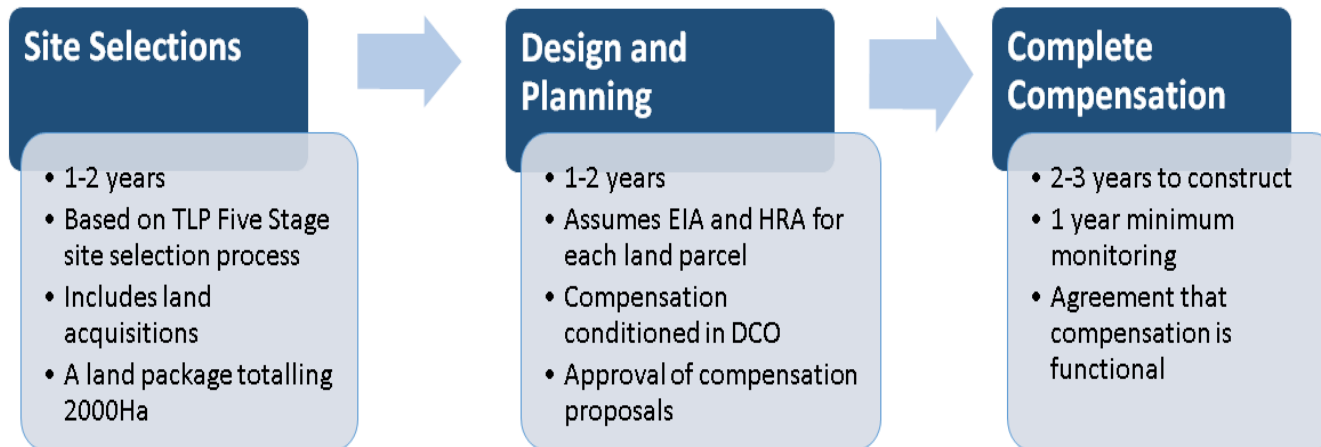 Site Selections
• 1-2 years
• Based on TLP Five Stage
site selection process
• Includes land
acquisitions
• A land package totalling
2000Ha
Design and
Planning
• 1-2 years
• Assumes EIA and HRA for
each land parcel
• Compensation
conditioned in DCO
• Approval of compensation
proposals
Complete
Compensation
• 2-3 years to construct
• 1 year minimum
monitoring
• Agreement that
compensation is
functional